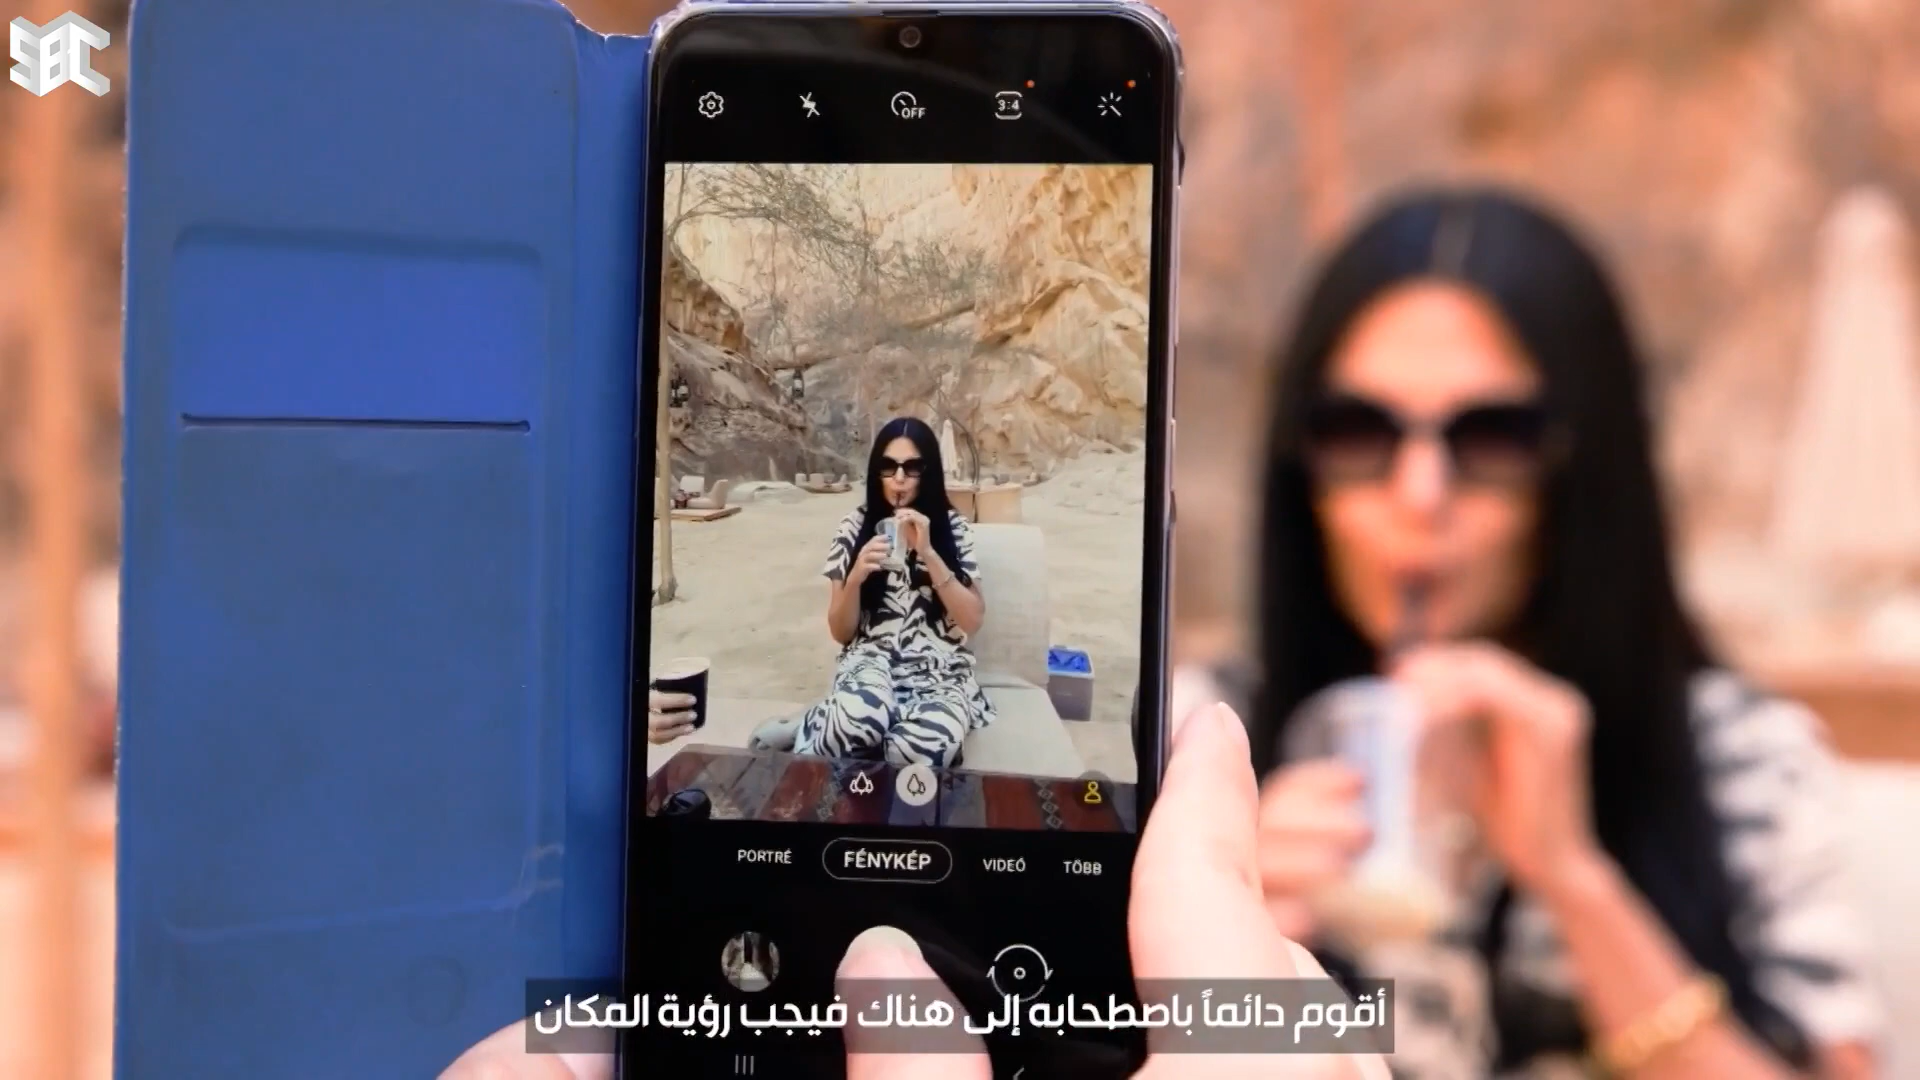 SBC
OFF
3:4
PORTRÉ
FÉNYKÉP
VIDEÓ
TÖBB
أقوم دائماً باصطحابه إلى هناك فيجب رؤية المكان